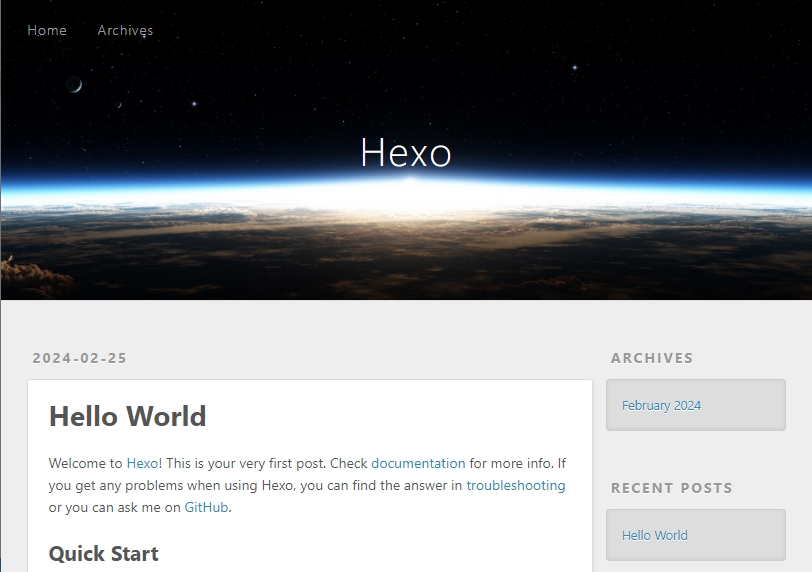 Home Archives
Hexo
2024-02-25
Hello World
Welcome to Hexo! This is your very first post. Check documentation for more info. If
you get any problems when using Hexo, you can find the answer in troubleshooting
or you can ask me on GitHub.
Quick Start
ARCHIVES
February 2024
RECENT POSTS
Hello World